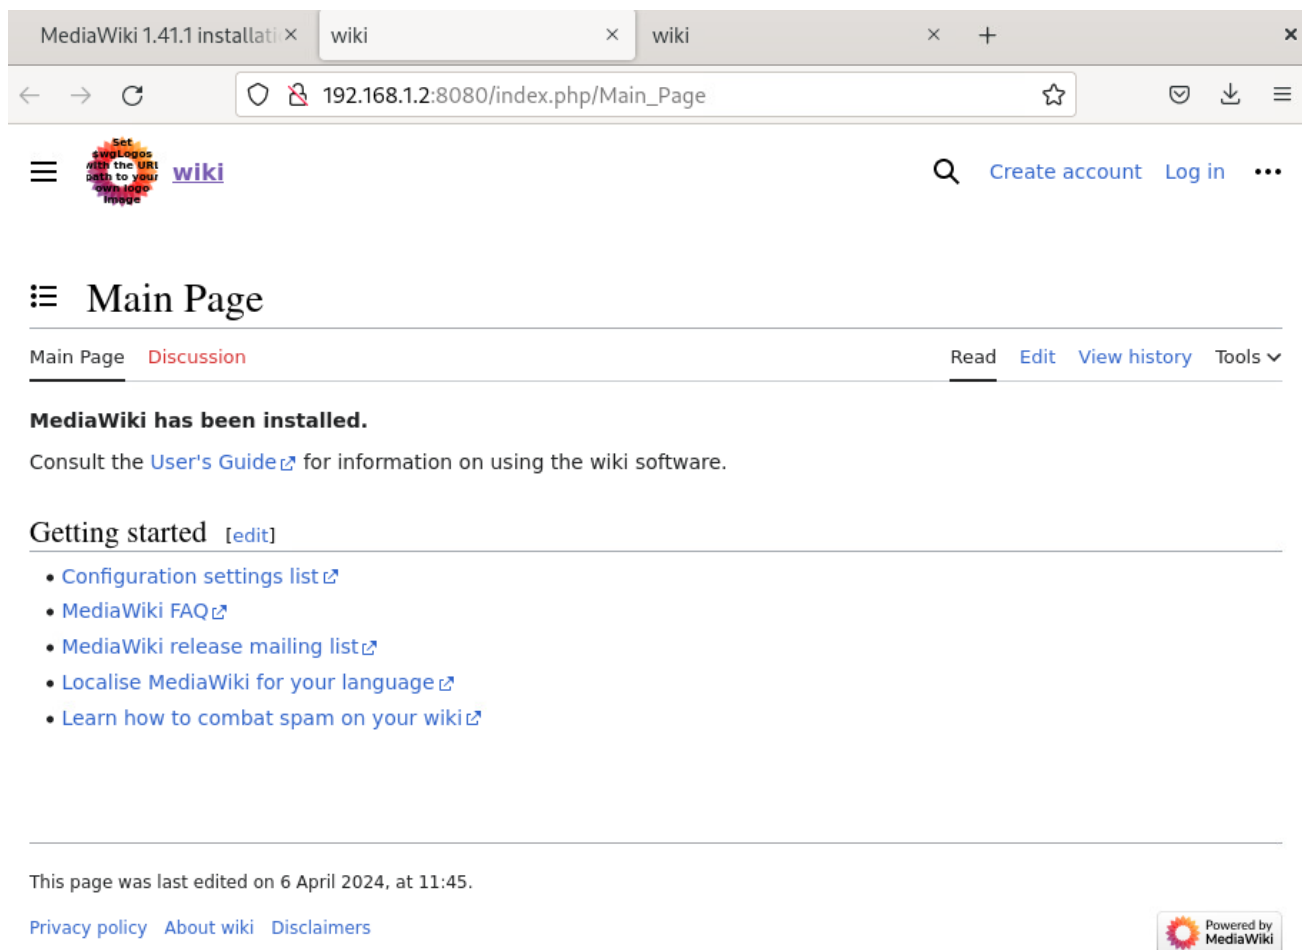 MediaWiki 1.41.1 installati
wiki
wiki
192.168.1.2:8080/index.php/Main_Page
Set
$wgLogos
with the URL
path to your
own logo
image
wiki
Create account Log in
Main Page
Main Page Discussion
Read Edit View history Tools
MediaWiki has been installed.
Consult the User's Guide for information on using the wiki software.
Getting started [edit]
• Configuration settings list
• MediaWiki FAQ
• MediaWiki release mailing list
• Localise MediaWiki for your language
• Learn how to combat spam on your wiki
This page was last edited on 6 April 2024, at 11:45.
Privacy policy About wiki Disclaimers
Powered by
MediaWiki